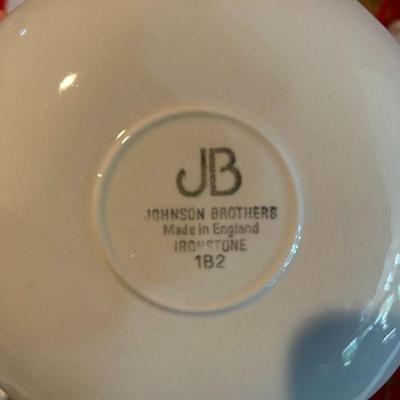 JB
JOHNSON BROTHERS
Made in England
IRONSTONE
1B2